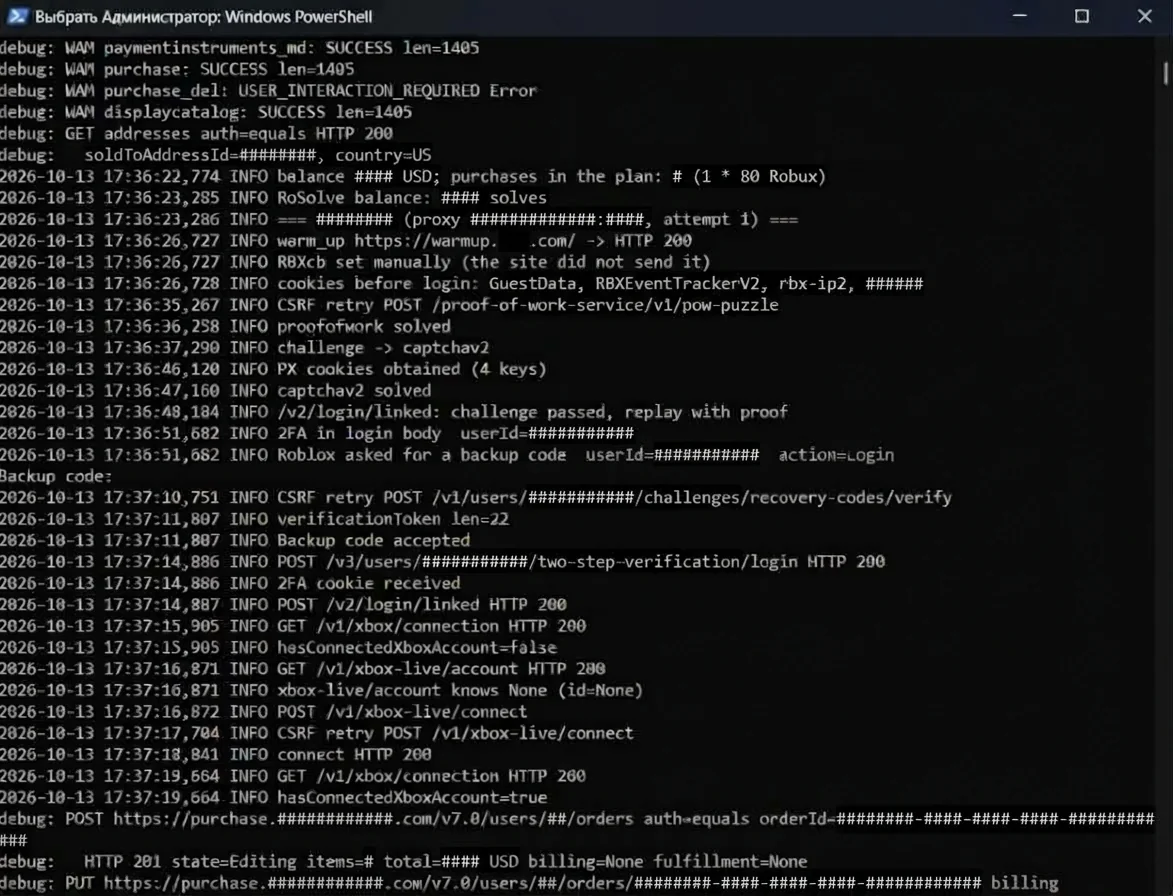 Выбрать Администратор: Windows PowerShell
debug: WAM paymentinstruments_md: SUCCESS len=1405
debug: WAM purchase: SUCCESS len=1405
debug: WAM purchase_del: USER_INTERACTION_REQUIRED Error
debug: WAM displaycatalog: SUCCESS len=1405
debug: GET addresses auth=equals HTTP 200
debug:   soldToAddressId=########, country=US
2026-10-13 17:36:22,774 INFO balance #### USD; purchases in the plan: # (1 * 80 Robux)
2026-10-13 17:36:23,285 INFO RoSolve balance: #### solves
2026-10-13 17:36:23,286 INFO === ######## (proxy #############:####, attempt 1) ===
2026-10-13 17:36:26,727 INFO warm_up https://warmup.   .com/ -> HTTP 200
2026-10-13 17:36:26,727 INFO RBXcb set manually (the site did not send it)
2026-10-13 17:36:26,728 INFO cookies before login: GuestData, RBXEventTrackerV2, rbx-ip2, ######
2026-10-13 17:36:35,267 INFO CSRF retry POST /proof-of-work-service/v1/pow-puzzle
2026-10-13 17:36:36,258 INFO proofofwork solved
2026-10-13 17:36:37,290 INFO challenge -> captchav2
2026-10-13 17:36:46,120 INFO PX cookies obtained (4 keys)
2026-10-13 17:36:47,160 INFO captchav2 solved
2026-10-13 17:36:48,184 INFO /v2/login/linked: challenge passed, replay with proof
2026-10-13 17:36:51,682 INFO 2FA in login body  userId=###########
2026-10-13 17:36:51,682 INFO Roblox asked for a backup code  userId=###########  action=Login
Backup code:
2026-10-13 17:37:10,751 INFO CSRF retry POST /v1/users/###########/challenges/recovery-codes/verify
2026-10-13 17:37:11,807 INFO verificationToken len=22
2026-10-13 17:37:11,807 INFO Backup code accepted
2026-10-13 17:37:14,886 INFO POST /v3/users/###########/two-step-verification/login HTTP 200
2026-10-13 17:37:14,886 INFO 2FA cookie received
2026-10-13 17:37:14,887 INFO POST /v2/login/linked HTTP 200
2026-10-13 17:37:15,905 INFO GET /v1/xbox/connection HTTP 200
2026-10-13 17:37:15,905 INFO hasConnectedXboxAccount=false
2026-10-13 17:37:16,871 INFO GET /v1/xbox-live/account HTTP 200
2026-10-13 17:37:16,871 INFO xbox-live/account knows None (id=None)
2026-10-13 17:37:16,872 INFO POST /v1/xbox-live/connect
2026-10-13 17:37:17,704 INFO CSRF retry POST /v1/xbox-live/connect
2026-10-13 17:37:18,841 INFO connect HTTP 200
2026-10-13 17:37:19,664 INFO GET /v1/xbox/connection HTTP 200
2026-10-13 17:37:19,664 INFO hasConnectedXboxAccount=true
debug: POST https://purchase.#############.com/v7.0/users/##/orders auth=equals orderId=########-####-####-####-#########
###
debug:   HTTP 201 state=Editing items=# total=#### USD billing=None fulfillment=None
debug: PUT https://purchase.#############.com/v7.0/users/##/orders/########-####-####-####-############ billing